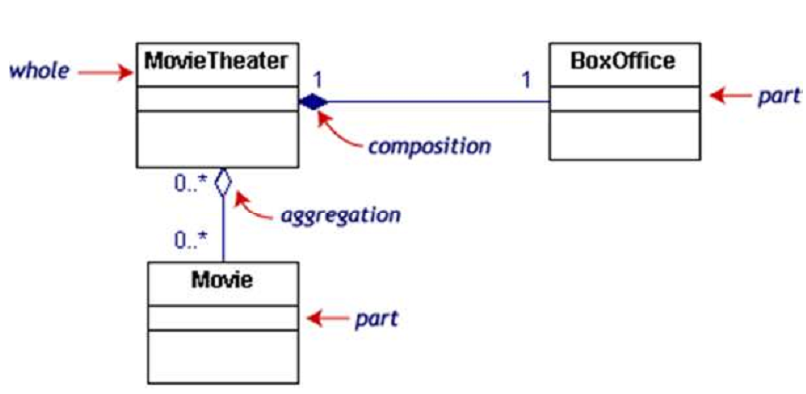 MovieTheater
BoxOffice
whole
1
1
part
composition
0..*
aggregation
0..*
Movie
part